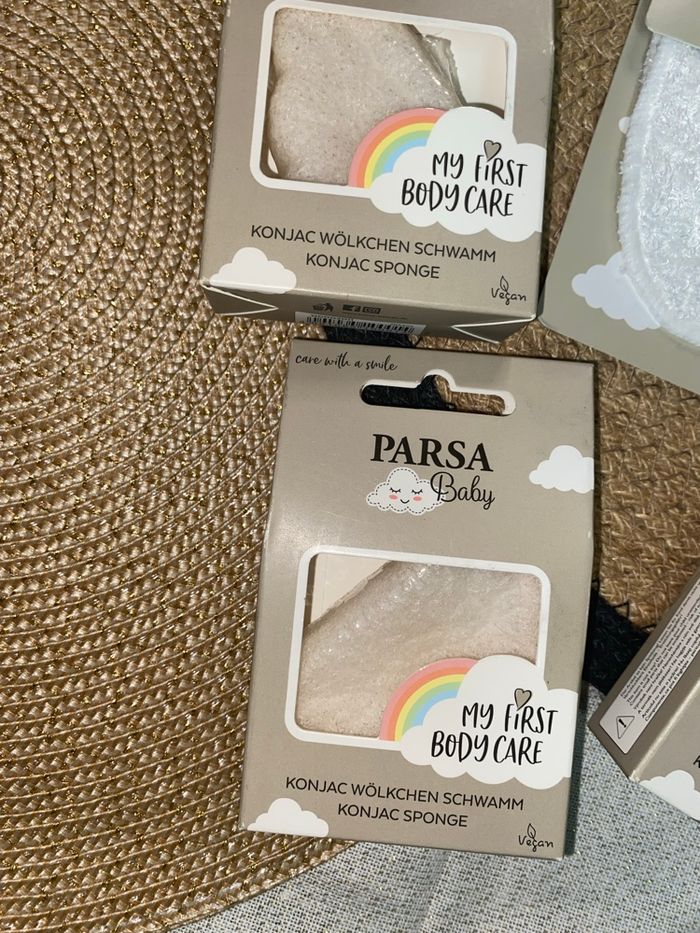 MY FiRST
BODY CARE
KONJAC WÖLKCHEN SCHWAMM
KONJAC SPONGE
Vegan
care with a smile
PARSA
Baby
MY FiRST
BODY CARE
KONJAC WÖLKCHEN SCHWAMM
KONJAC SPONGE
Vegan